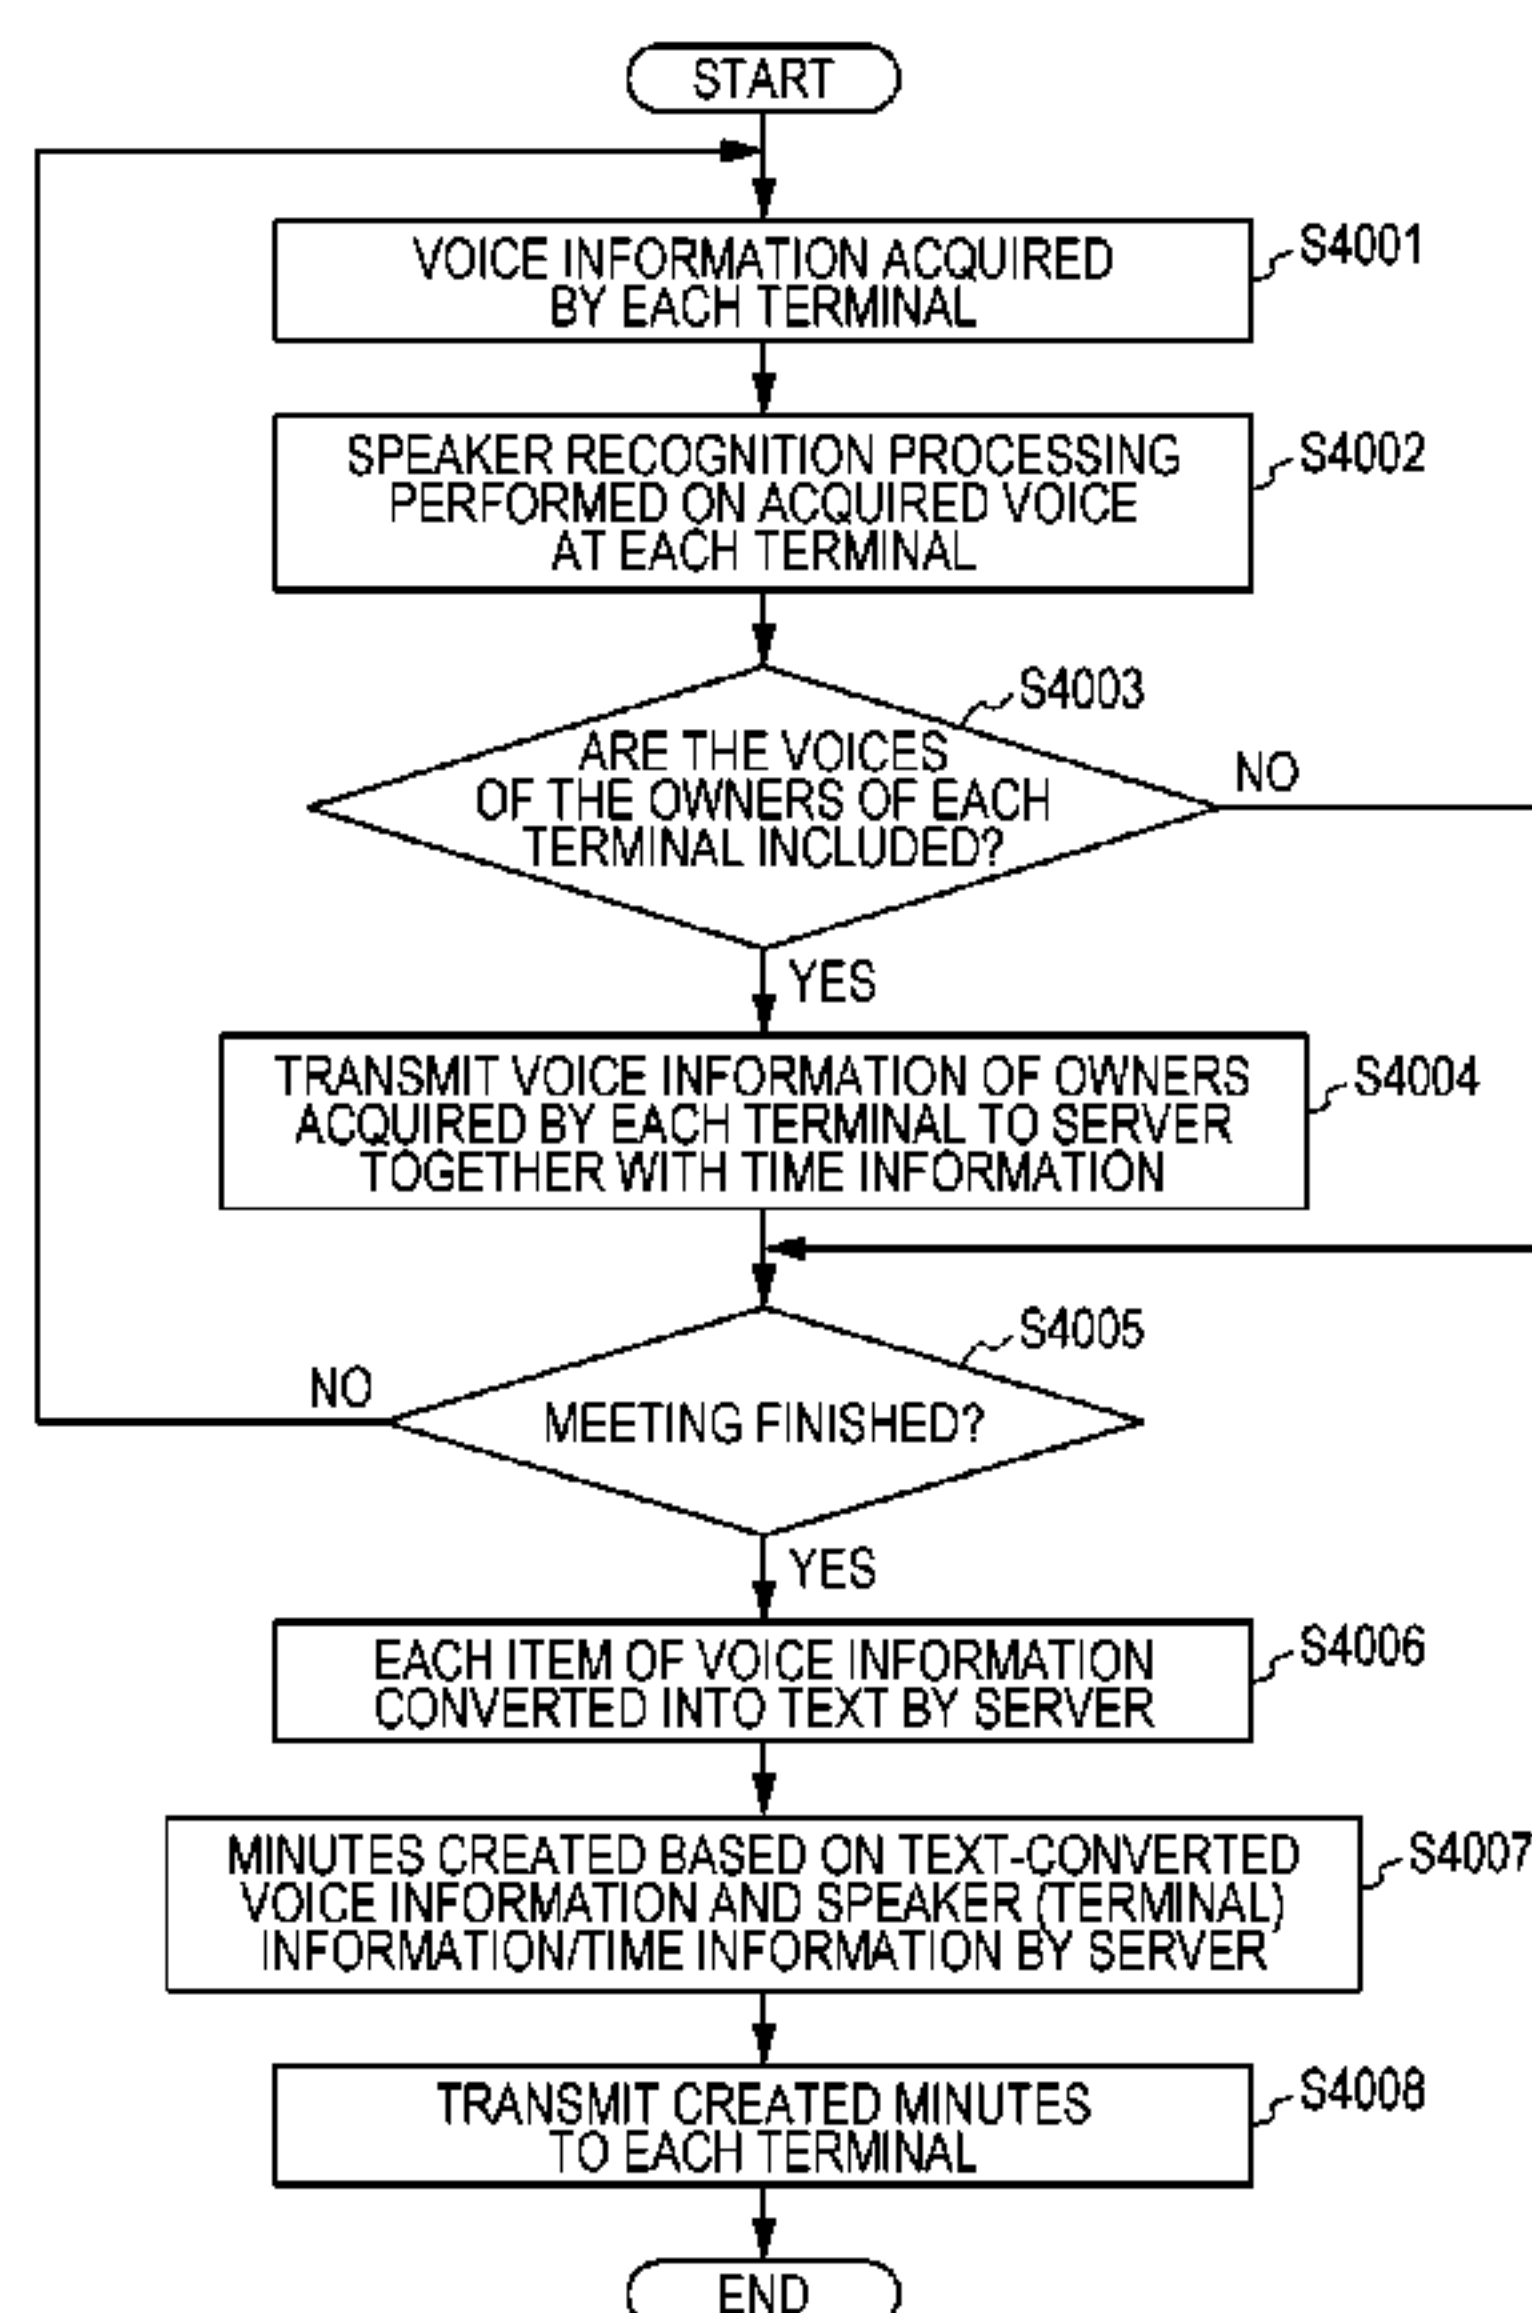 START
VOICE INFORMATION ACQUIRED
BY EACH TERMINAL
S4001
SPEAKER RECOGNITION PROCESSING
PERFORMED ON ACQUIRED VOICE
AT EACH TERMINAL
S4002
S4003
ARE THE VOICES
OF THE OWNERS OF EACH
TERMINAL INCLUDED?
NO
YES
TRANSMIT VOICE INFORMATION OF OWNERS
ACQUIRED BY EACH TERMINAL TO SERVER
TOGETHER WITH TIME INFORMATION
S4004
S4005
NO
MEETING FINISHED?
YES
EACH ITEM OF VOICE INFORMATION
CONVERTED INTO TEXT BY SERVER
S4006
MINUTES CREATED BASED ON TEXT-CONVERTED
VOICE INFORMATION AND SPEAKER (TERMINAL)
INFORMATION/TIME INFORMATION BY SERVER
S4007
TRANSMIT CREATED MINUTES
TO EACH TERMINAL
S4008
END